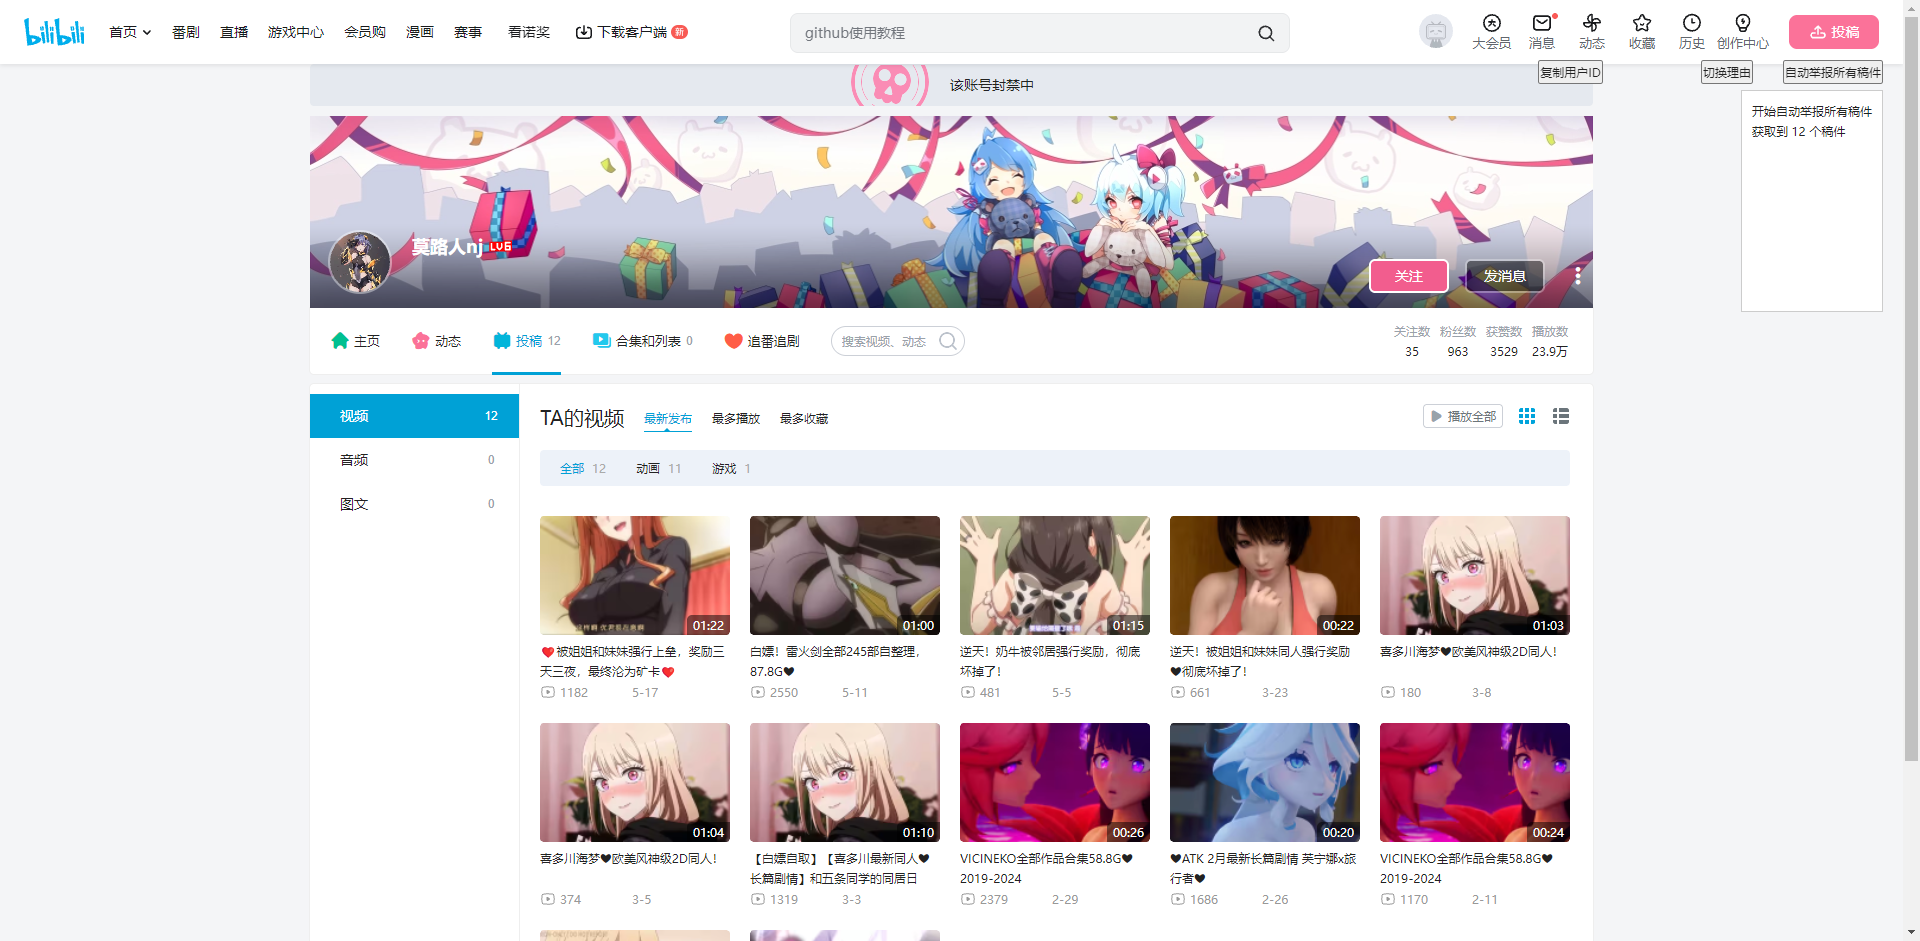 bilibili
首页
番剧
直播
游戏中心
会员购
漫画
赛事
看诺奖
下载客户端
新
github使用教程
大会员
消息
动态
收藏
历史
创作中心
投稿
该账号封禁中
复制用户ID
切换理由
自动举报所有稿件
开始自动举报所有稿件
获取到 12 个稿件
莫路人nj LV5
关注
发消息
主页
动态
投稿 12
合集和列表 0
追番追剧
搜索视频、动态
关注数 粉丝数 获赞数 播放数
35 963 3529 23.9万
视频 12
音频 0
图文 0
TA的视频
最新发布
最多播放
最多收藏
播放全部
全部 12
动画 11
游戏 1
01:22
01:00
01:15
00:22
01:03
❤️被姐姐和妹妹强行上垒，奖励三
天三夜，最终沦为矿卡❤️
1182 5-17
白嫖！雷火剑全部245部自整理，
87.8G❤
2550 5-11
逆天！奶牛被邻居强行奖励，彻底
坏掉了！
481 5-5
逆天！被姐姐和妹妹同人强行奖励
❤彻底坏掉了！
661 3-23
喜多川海梦❤欧美风神级2D同人！
180 3-8
01:04
01:10
00:26
00:20
00:24
喜多川海梦❤欧美风神级2D同人！
374 3-5
【白嫖自取】【喜多川最新同人❤
长篇剧情】和五条同学的同居日
1319 3-3
VICINEKO全部作品合集58.8G❤
2019-2024
2379 2-29
❤ATK 2月最新长篇剧情 芙宁娜x旅
行者❤
1686 2-26
VICINEKO全部作品合集58.8G❤
2019-2024
1170 2-11